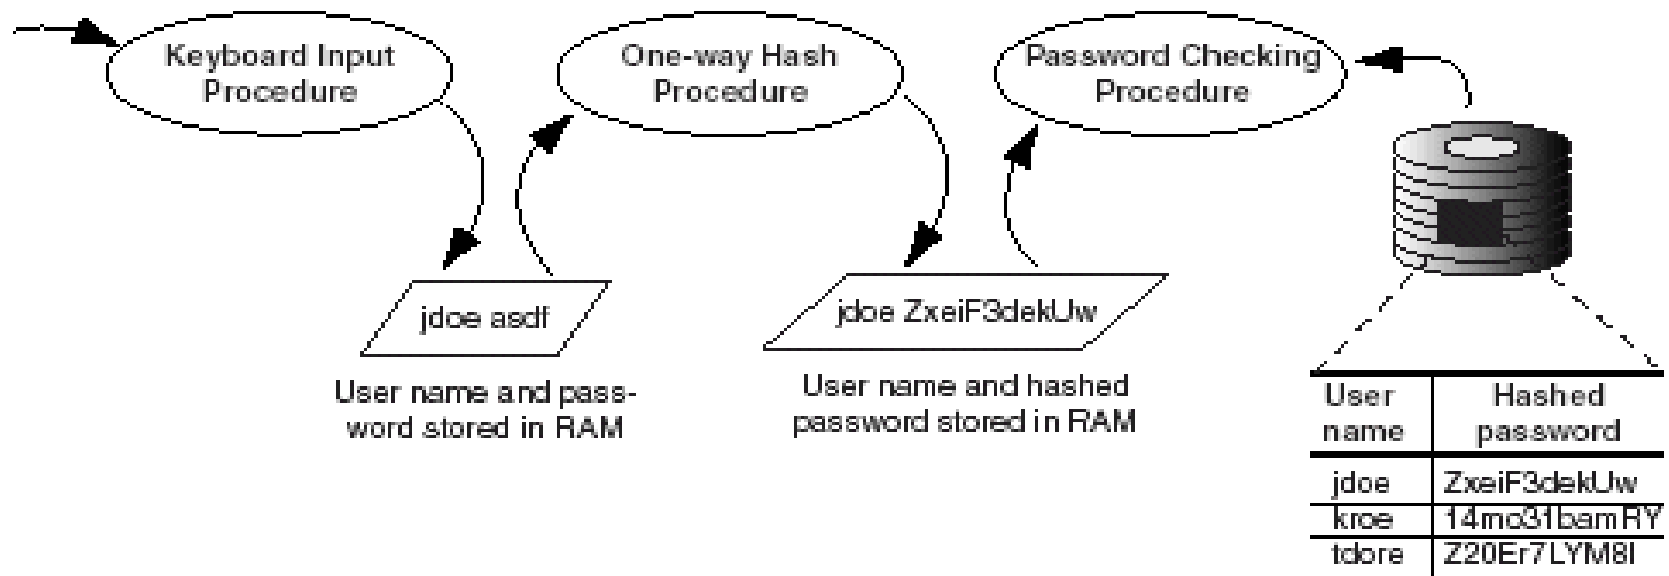 Keyboard Input
Procedure
One-way Hash
Procedure
Password Checking
Procedure
jdoe asdf
jdoe ZxeiF3dekUw
User name and pass-
word stored in RAM
User name and hashed
password stored in RAM
User
name
Hashed
password
jdoe ZxeiF3dekUw
kroe 14mo31bamRY
tdore Z20Er7LYM8I